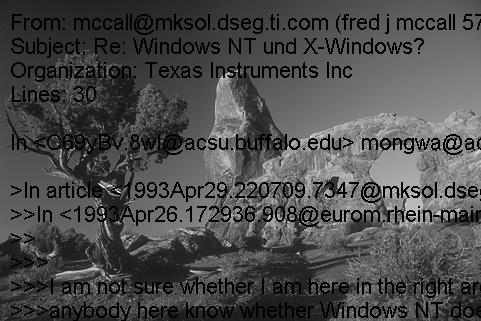 From: mccall@mksol.dseg.ti.com (fred j mccall 57
Subject: Re: Windows NT und X-Windows?
Organization: Texas Instruments Inc
Lines: 30
In <C69yBv.8wI@acsu.buffalo.edu> mongwa@ac
>In article <1993Apr29.220709.7347@mksol.dseg
>>In <1993Apr26.172936.908@eurom.rhein-main
>>
>>>
>>>I am not sure whether I am here in the right are
>>>anybody here know whether Windows NT doe